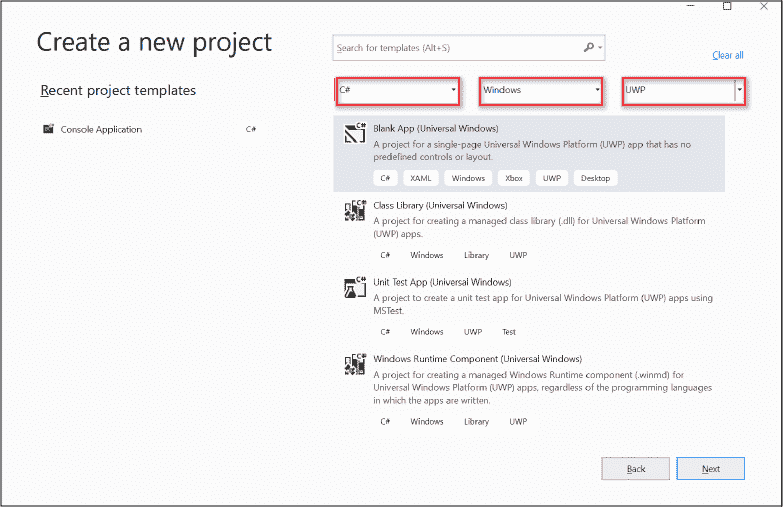 Create a new project
Search for templates (Alt+S)
Clear all
Recent project templates
C#
Windows
UWP
Console Application
C#
C#
Blank App (Universal Windows)
A project for a single-page Universal Windows Platform (UWP) app that has no
predefined controls or layout.
C# XAML Windows Xbox UWP Desktop
C#
Class Library (Universal Windows)
A project for creating a managed class library (.dll) for Universal Windows Platform
(UWP) apps.
C# Windows Library UWP
C#
Unit Test App (Universal Windows)
A project to create a unit test app for Universal Windows Platform (UWP) apps using
MSTest.
C# Windows UWP Test
C#
Windows Runtime Component (Universal Windows)
A project for creating a managed Windows Runtime component (.winmd) for
Universal Windows Platform (UWP) apps, regardless of the programming languages
in which the apps are written.
C# Windows Library UWP
Back
Next